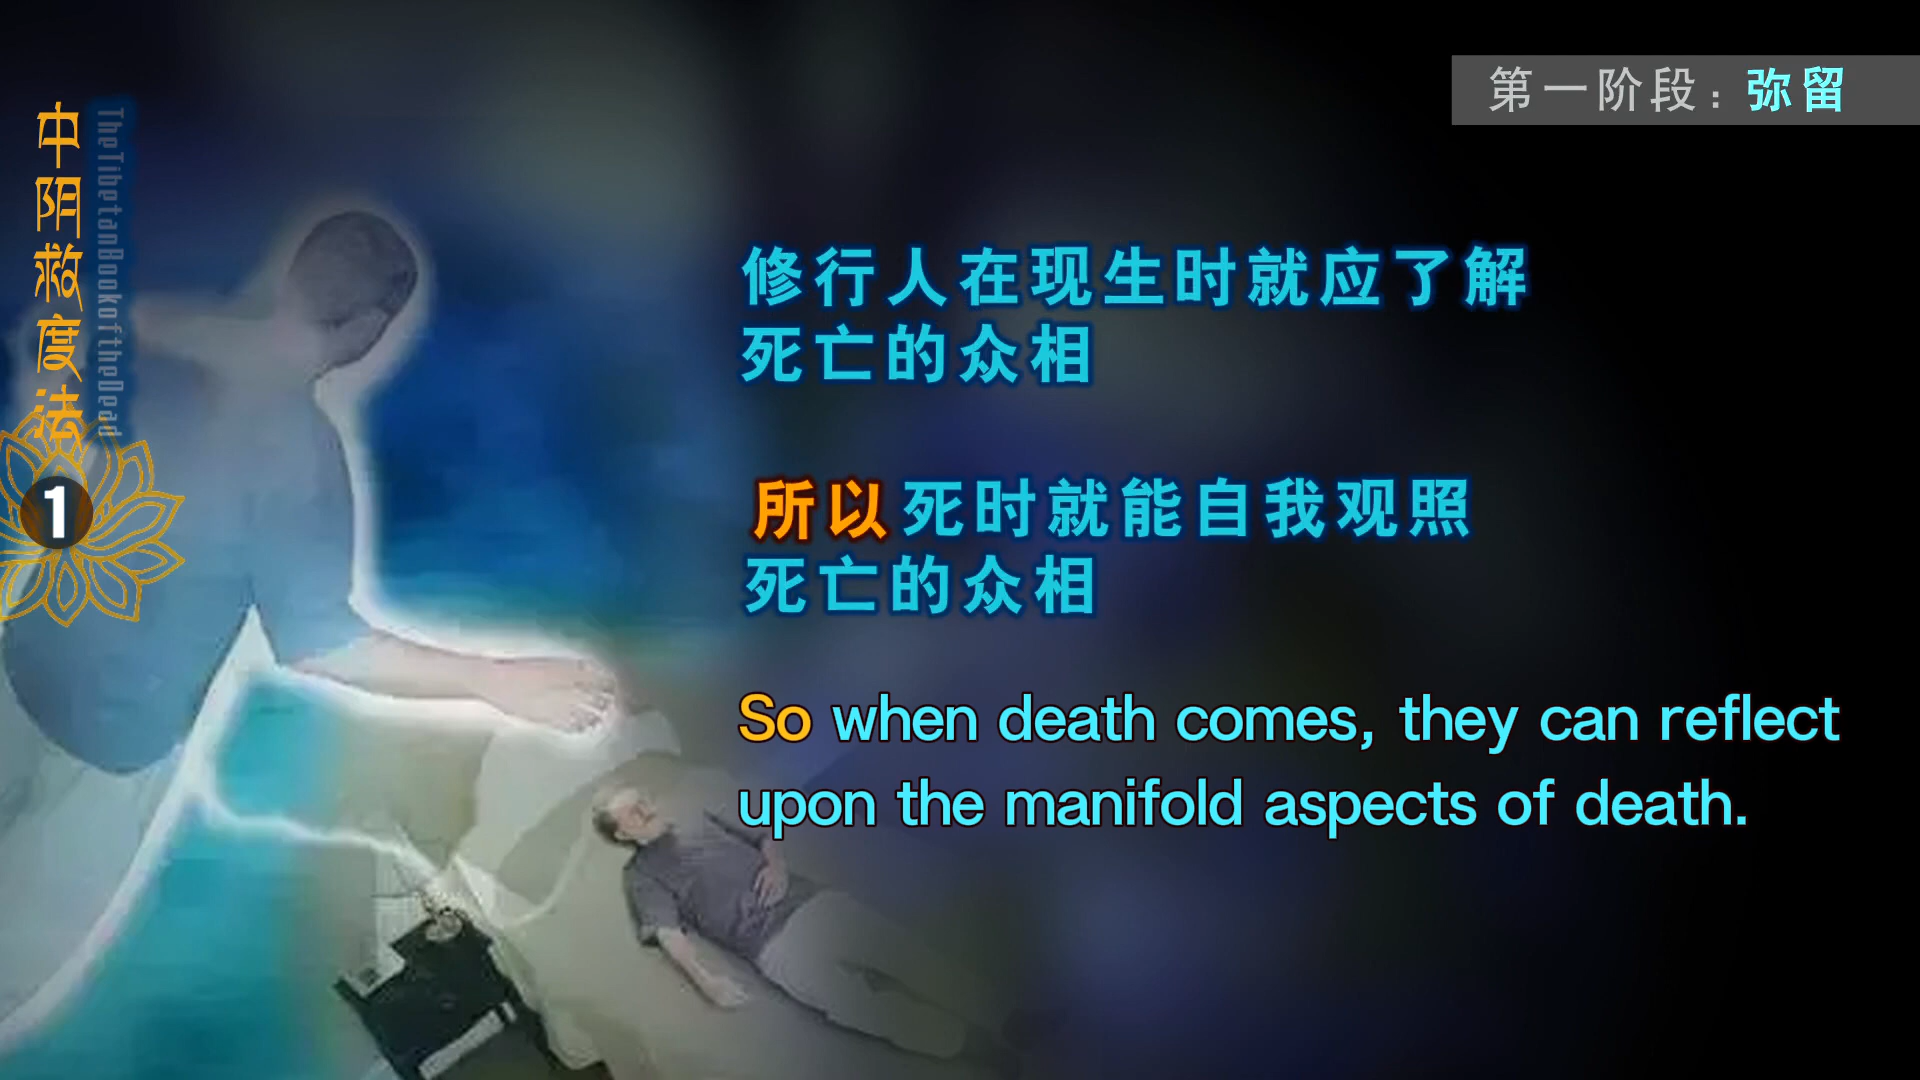 中阴救度法
TheTibetanBookoftheDead
1
第一阶段：弥留
修行人在现生时就应了解
死亡的众相
所以死时就能自我观照
死亡的众相
So when death comes, they can reflect
upon the manifold aspects of death.